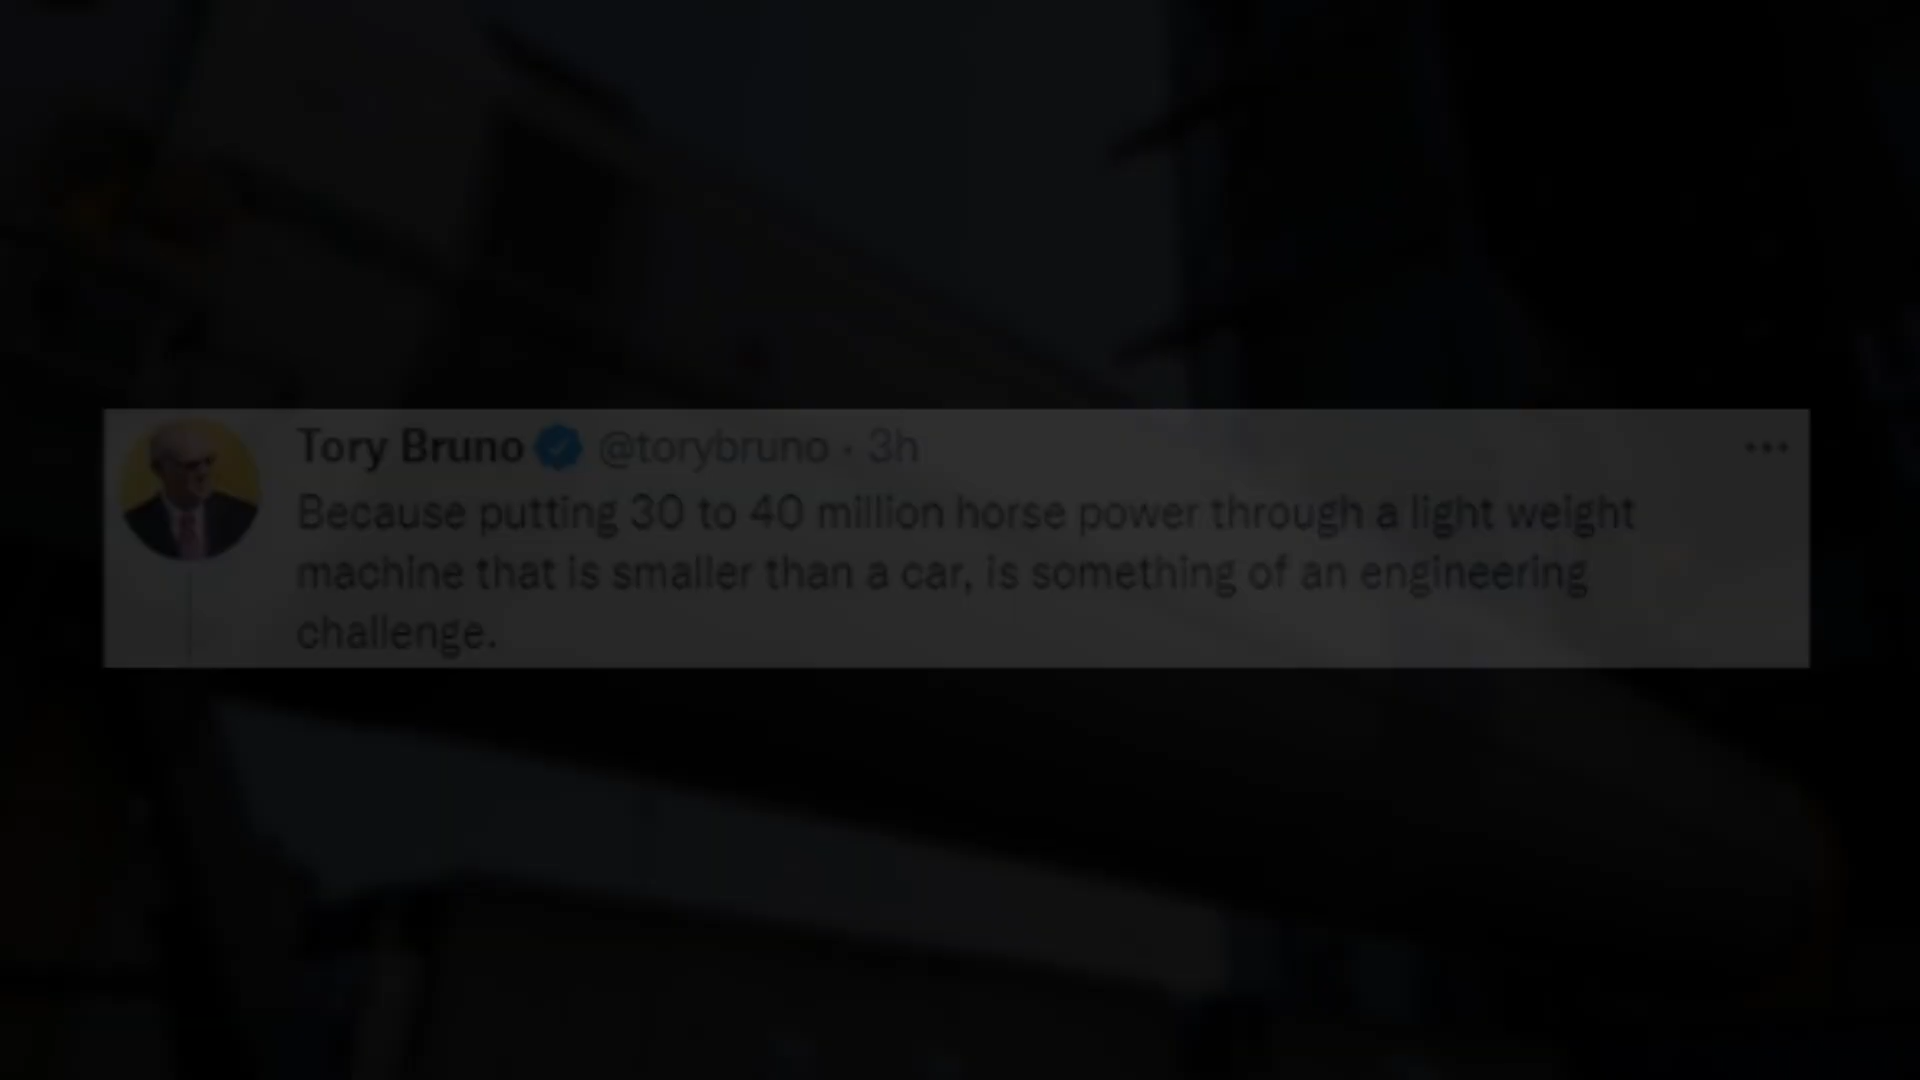 Tory Bruno @torybruno · 3h
Because putting 30 to 40 million horse power through a light weight
machine that is smaller than a car, is something of an engineering
challenge.